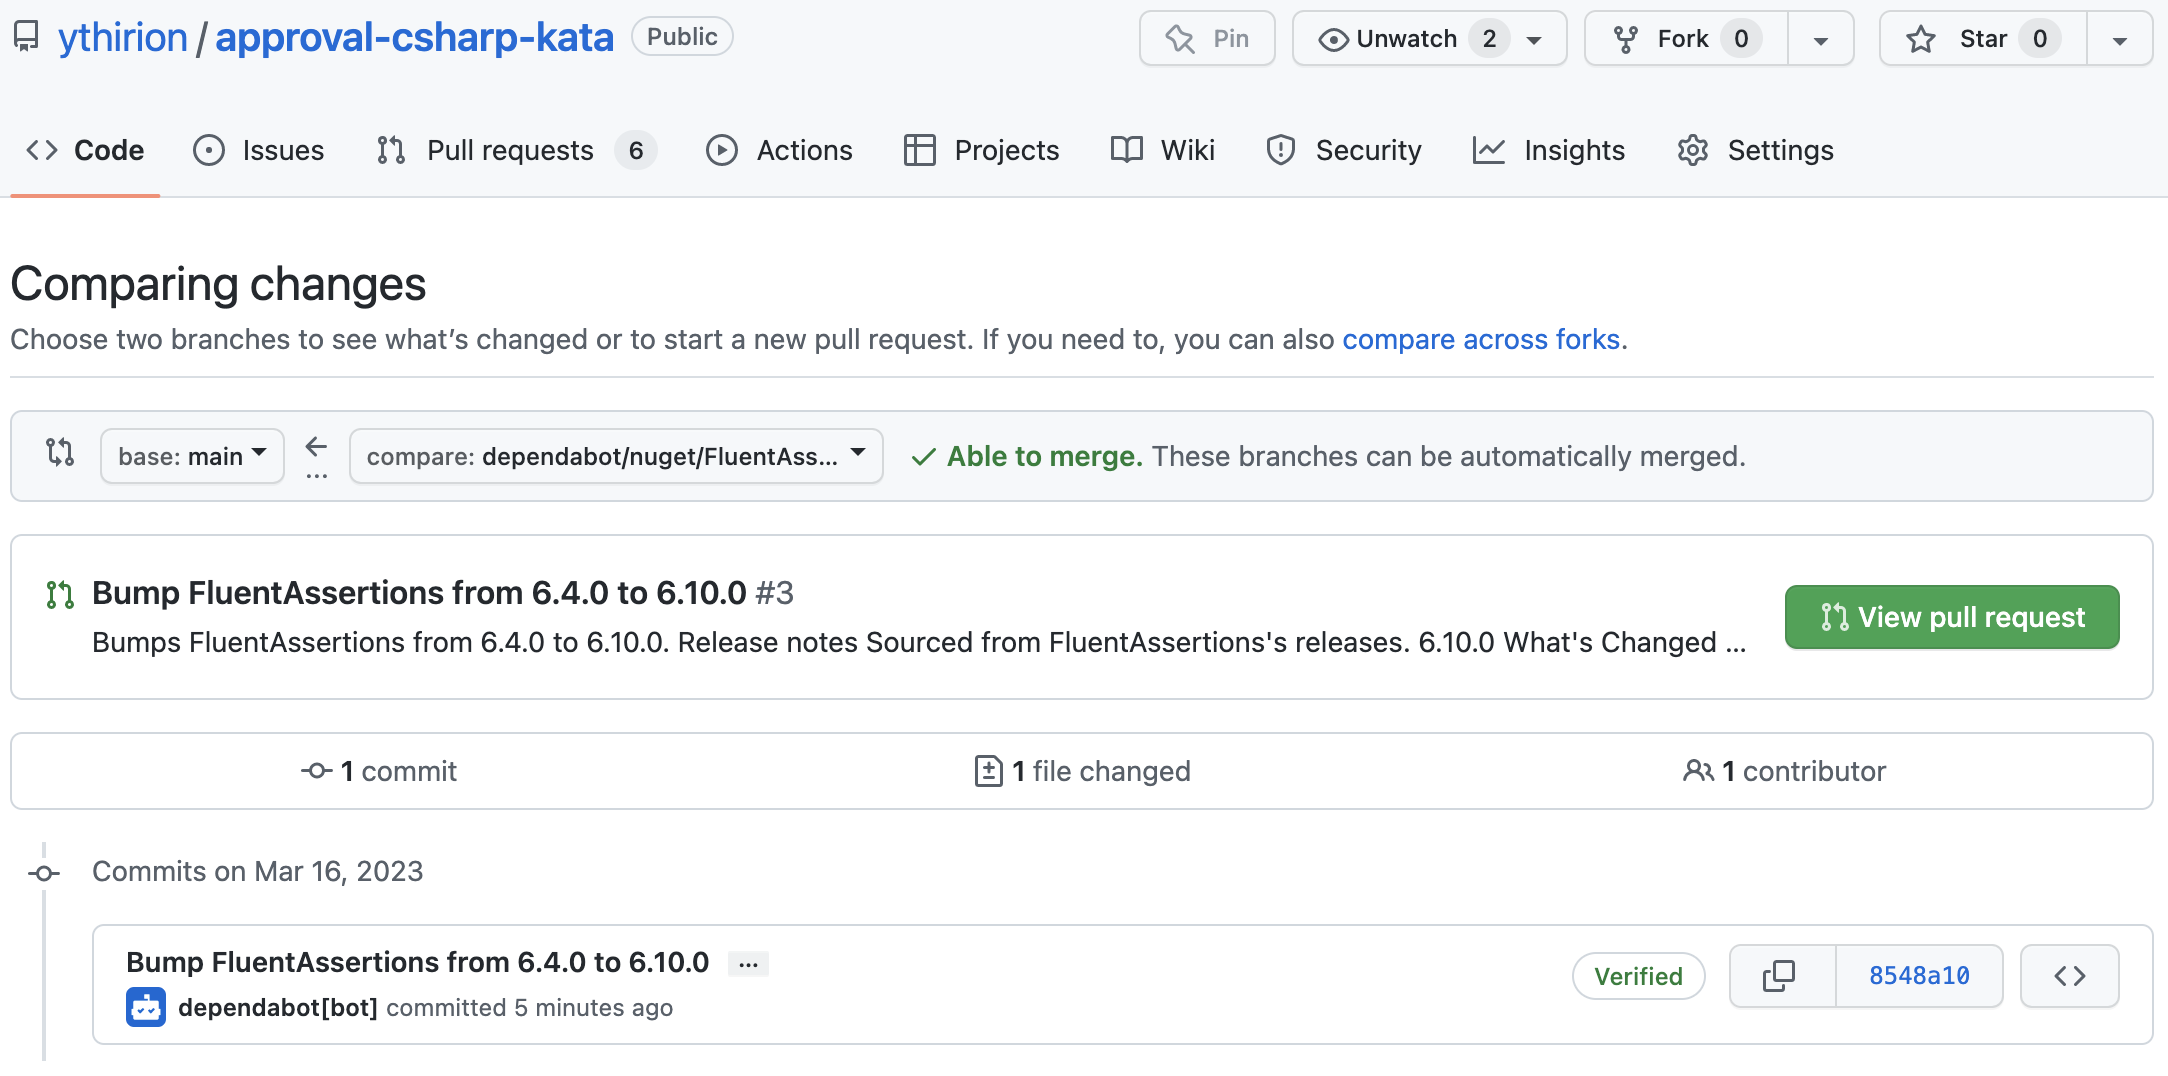 ythirion / approval-csharp-kata Public Pin Unwatch 2 Fork 0 Star 0
Code Issues Pull requests 6 Actions Projects Wiki Security Insights Settings
Comparing changes
Choose two branches to see what’s changed or to start a new pull request. If you need to, you can also compare across forks.
base: main ... compare: dependabot/nuget/FluentAss... Able to merge. These branches can be automatically merged.
Bump FluentAssertions from 6.4.0 to 6.10.0 #3
Bumps FluentAssertions from 6.4.0 to 6.10.0. Release notes Sourced from FluentAssertions's releases. 6.10.0 What's Changed ...
View pull request
1 commit 1 file changed 1 contributor
Commits on Mar 16, 2023
Bump FluentAssertions from 6.4.0 to 6.10.0 ...
dependabot[bot] committed 5 minutes ago
Verified 8548a10